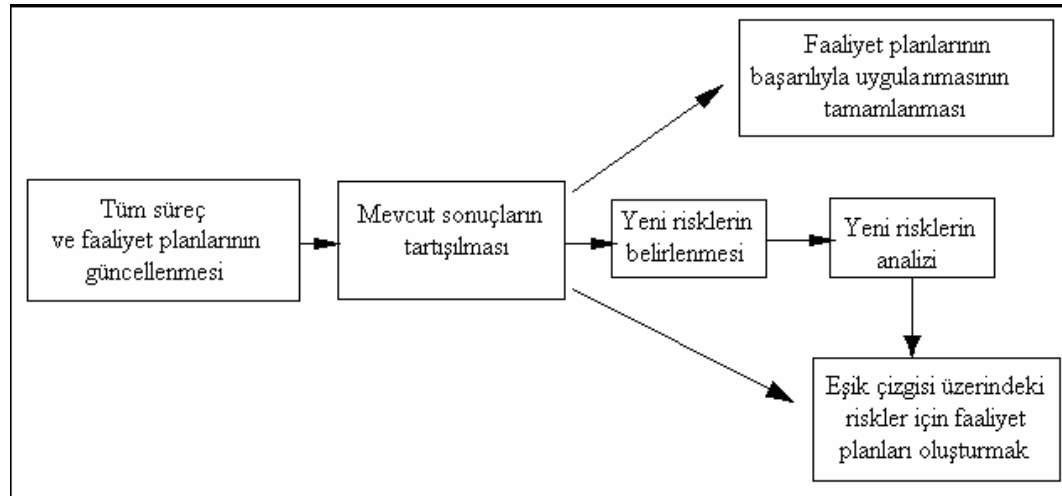 Faaliyet planlarının
başarılıyla uygulanmasının
tamamlanması
Tüm süreç
ve faaliyet planlarının
güncellenmesi
Mevcut sonuçların
tartışılması
Yeni risklerin
belirlenmesi
Yeni risklerin
analizi
Eşik çizgisi üzerindeki
riskler için faaliyet
planları oluşturmak